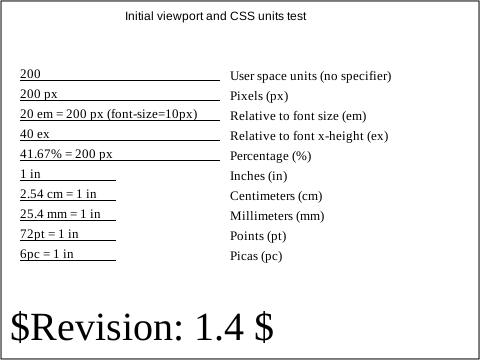 Initial viewport and CSS units test
200 User space units (no specifier)
200 px Pixels (px)
20 em = 200 px (font-size=10px) Relative to font size (em)
40 ex Relative to font x-height (ex)
41.67% = 200 px Percentage (%)
1 in Inches (in)
2.54 cm = 1 in Centimeters (cm)
25.4 mm = 1 in Millimeters (mm)
72pt = 1 in Points (pt)
6pc = 1 in Picas (pc)
$Revision: 1.4 $